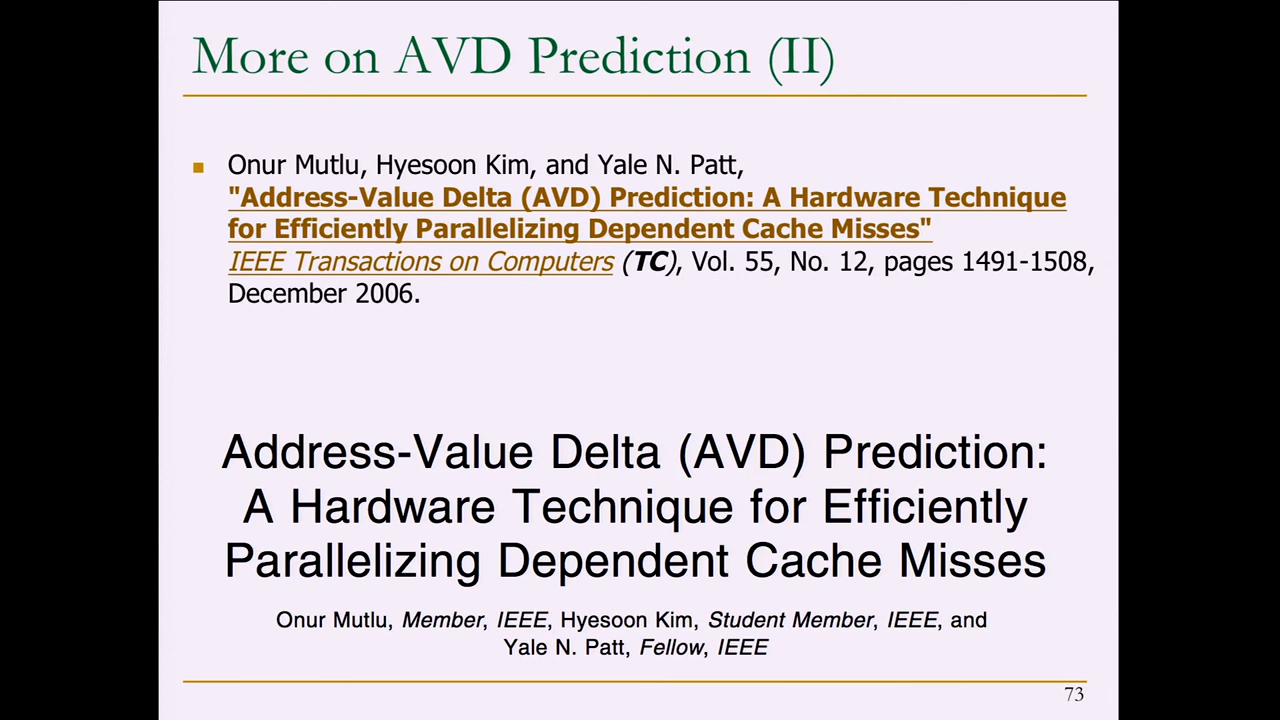 More on AVD Prediction (II)
Onur Mutlu, Hyesoon Kim, and Yale N. Patt,
"Address-Value Delta (AVD) Prediction: A Hardware Technique
for Efficiently Parallelizing Dependent Cache Misses"
IEEE Transactions on Computers (TC), Vol. 55, No. 12, pages 1491-1508,
December 2006.
Address-Value Delta (AVD) Prediction:
A Hardware Technique for Efficiently
Parallelizing Dependent Cache Misses
Onur Mutlu, Member, IEEE, Hyesoon Kim, Student Member, IEEE, and
Yale N. Patt, Fellow, IEEE
73